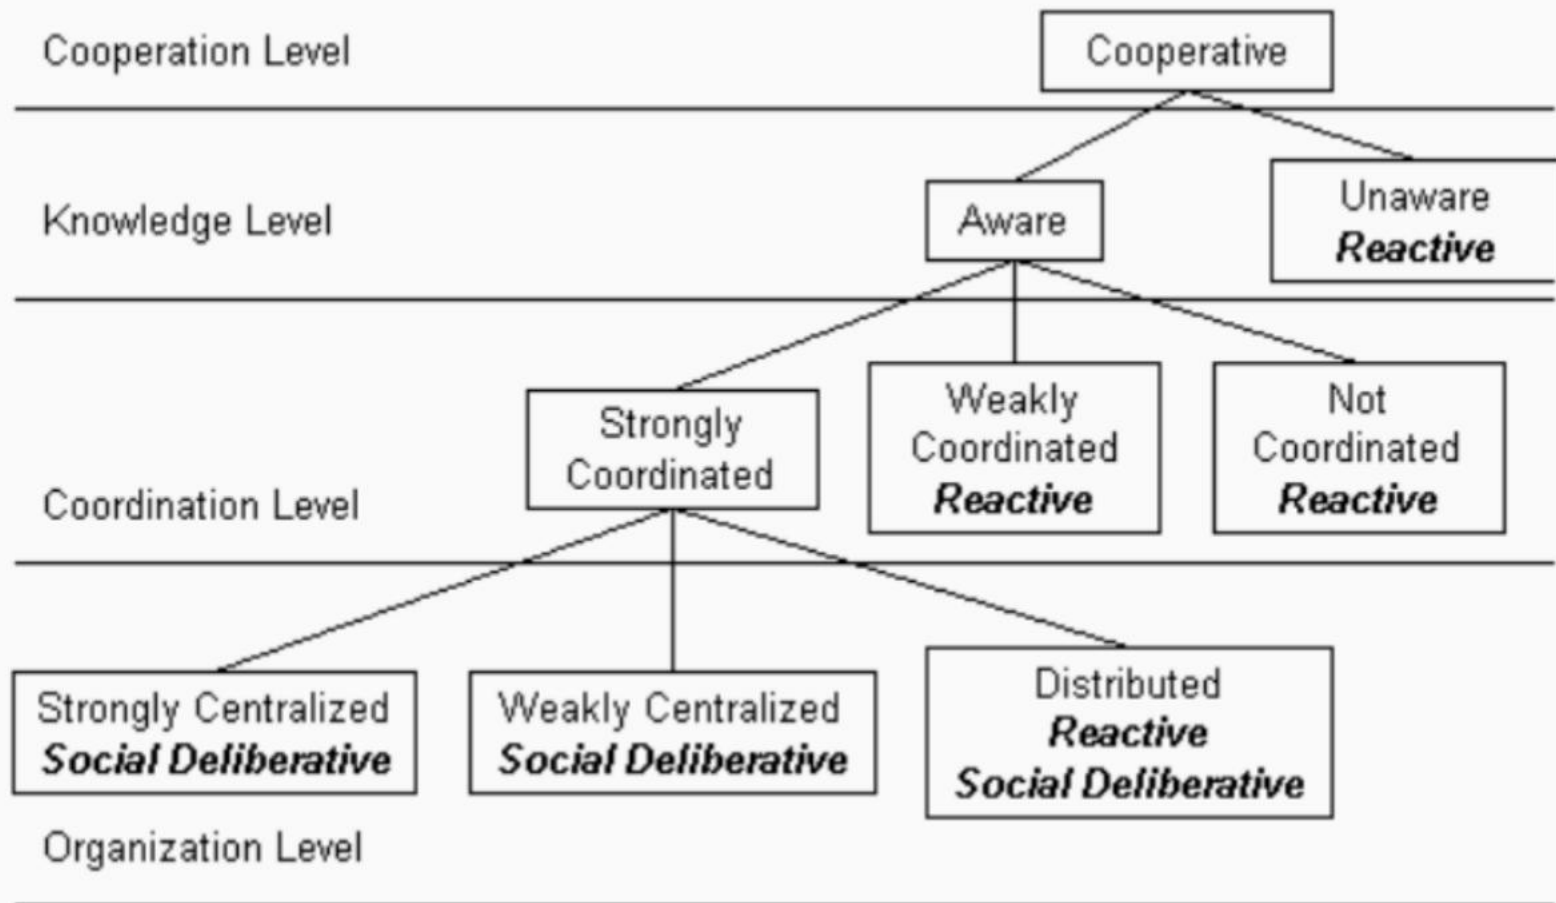 Cooperation Level
Cooperative
Knowledge Level
Aware
Unaware
Reactive
Coordination Level
Strongly
Coordinated
Weakly
Coordinated
Reactive
Not
Coordinated
Reactive
Strongly Centralized
Social Deliberative
Weakly Centralized
Social Deliberative
Distributed
Reactive
Social Deliberative
Organization Level